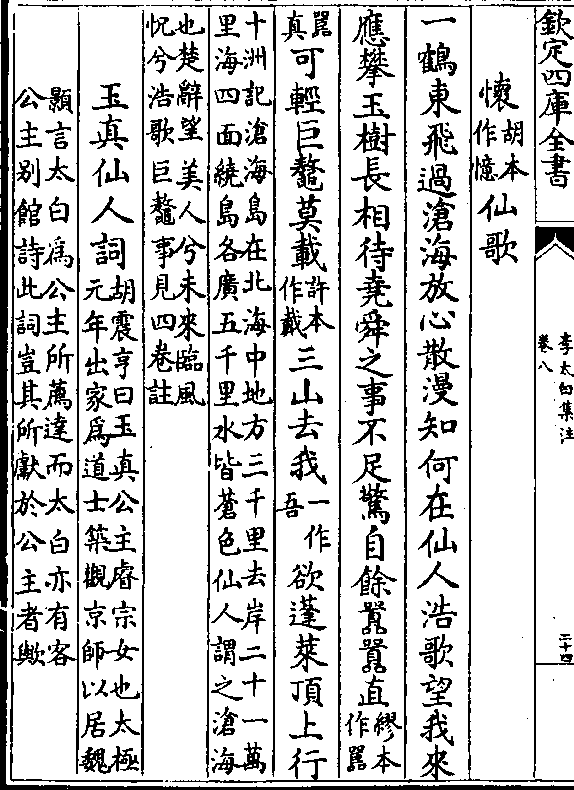 欽定四庫全書
李太白集注
卷八
二十四
懷胡本作憶仙歌
一鶴東飛過滄海放心散漫知何在仙人浩歌望我來
應攀玉樹長相待堯舜之事不足驚自餘囂囂直繆本作囂
囂真可輕巨鼇莫載許本作戴三山去我一作吾欲蓬萊頂上行
十洲記滄海島在北海中地方三千里去岸二十一萬
里海四面繞島各廣五千里水皆蒼色仙人謂之滄海
也楚辭望美人兮未來臨風
怳兮浩歌巨鼇事見四卷註
玉真仙人詞胡震亨曰玉真公主睿宗女也太極
元年出家為道士築觀京師以居魏
顥言太白為公主所薦達而太白亦有客
公主别館詩此詞豈其所獻於公主者歟